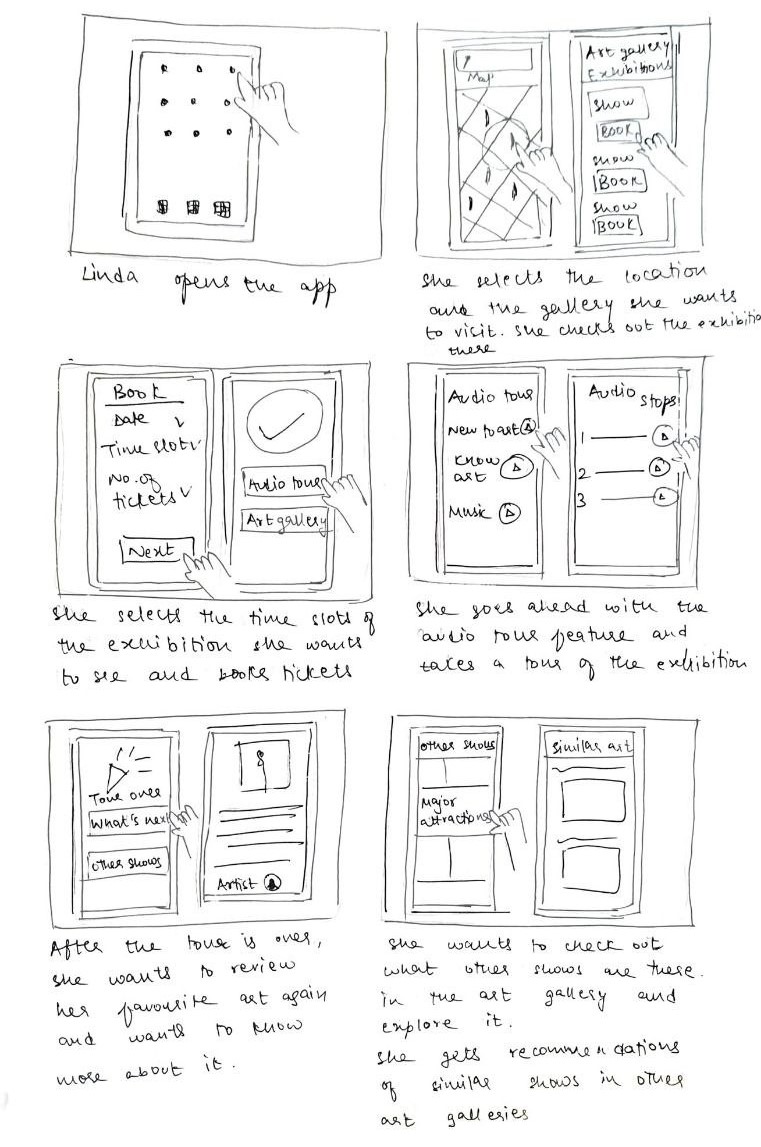 Map
Art gallery
Exhibitions
Show
BOOK
Show
BOOK
Show
BOOK
Linda opens the app
She selects the location
and the gallery she wants
to visit. She checks out the exhibitio
there
Book
Date
Time slot
No. of
tickets
Next
Audio tour
Art gallery
She selects the time slots of
the exhibition she wants
to see and books tickets
Audio tour
New to art
Know
art
Music
Audio stops
1
2
3
She goes ahead with the
audio tour feature and
takes a tour of the exhibition
Tour over
What's next
Other shows
Artist
After the tour is over,
she wants to review
her favourite art again
and wants to know
more about it.
Other shows
Major
attractions
Similar art
She wants to check out
what other shows are there.
in the art gallery and
explore it.
She gets recommendations
of similar shows in other
art galleries